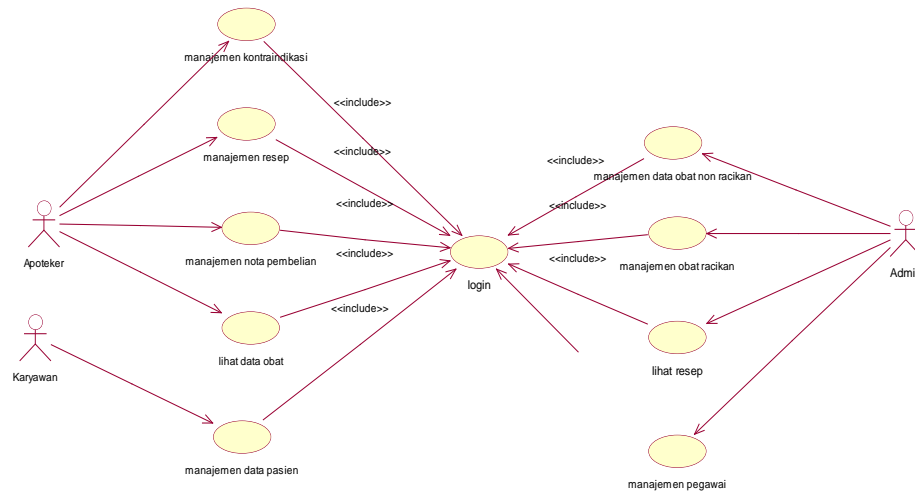 manajemen kontraindikasi
<<include>>
manajemen resep
<<include>>
<<include>>
manajemen data obat non racikan
<<include>>
<<include>>
Apoteker
manajemen nota pembelian
<<include>>
login
<<include>>
manajemen obat racikan
Admi
<<include>>
lihat data obat
lihat resep
Karyawan
manajemen data pasien
manajemen pegawai